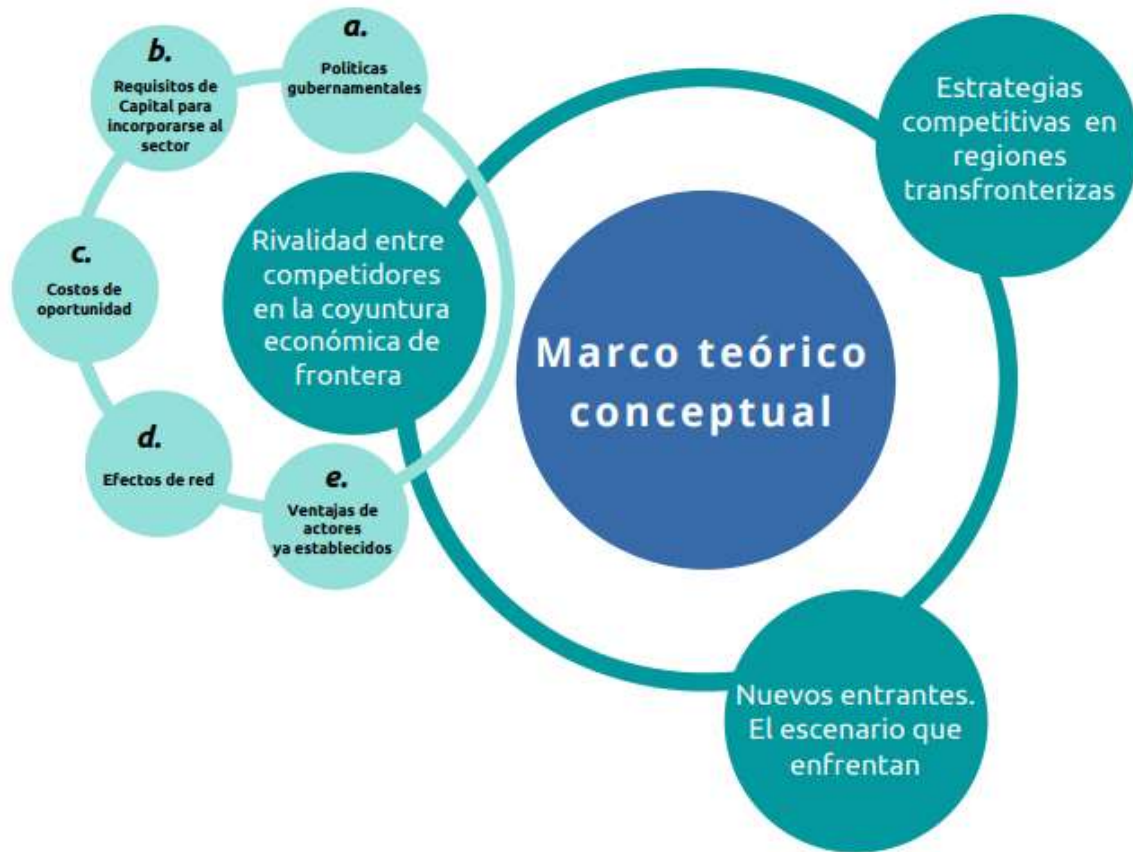 a.
Políticas
gubernamentales
b.
Requisitos de
Capital para
incorporarse al
sector
c.
Costos de
oportunidad
d.
Efectos de red
e.
Ventajas de
actores
ya establecidos
Rivalidad entre
competidores
en la coyuntura
económica de
frontera
Marco teórico
conceptual
Estrategias
competitivas en
regiones
transfronterizas
Nuevos entrantes.
El escenario que
enfrentan